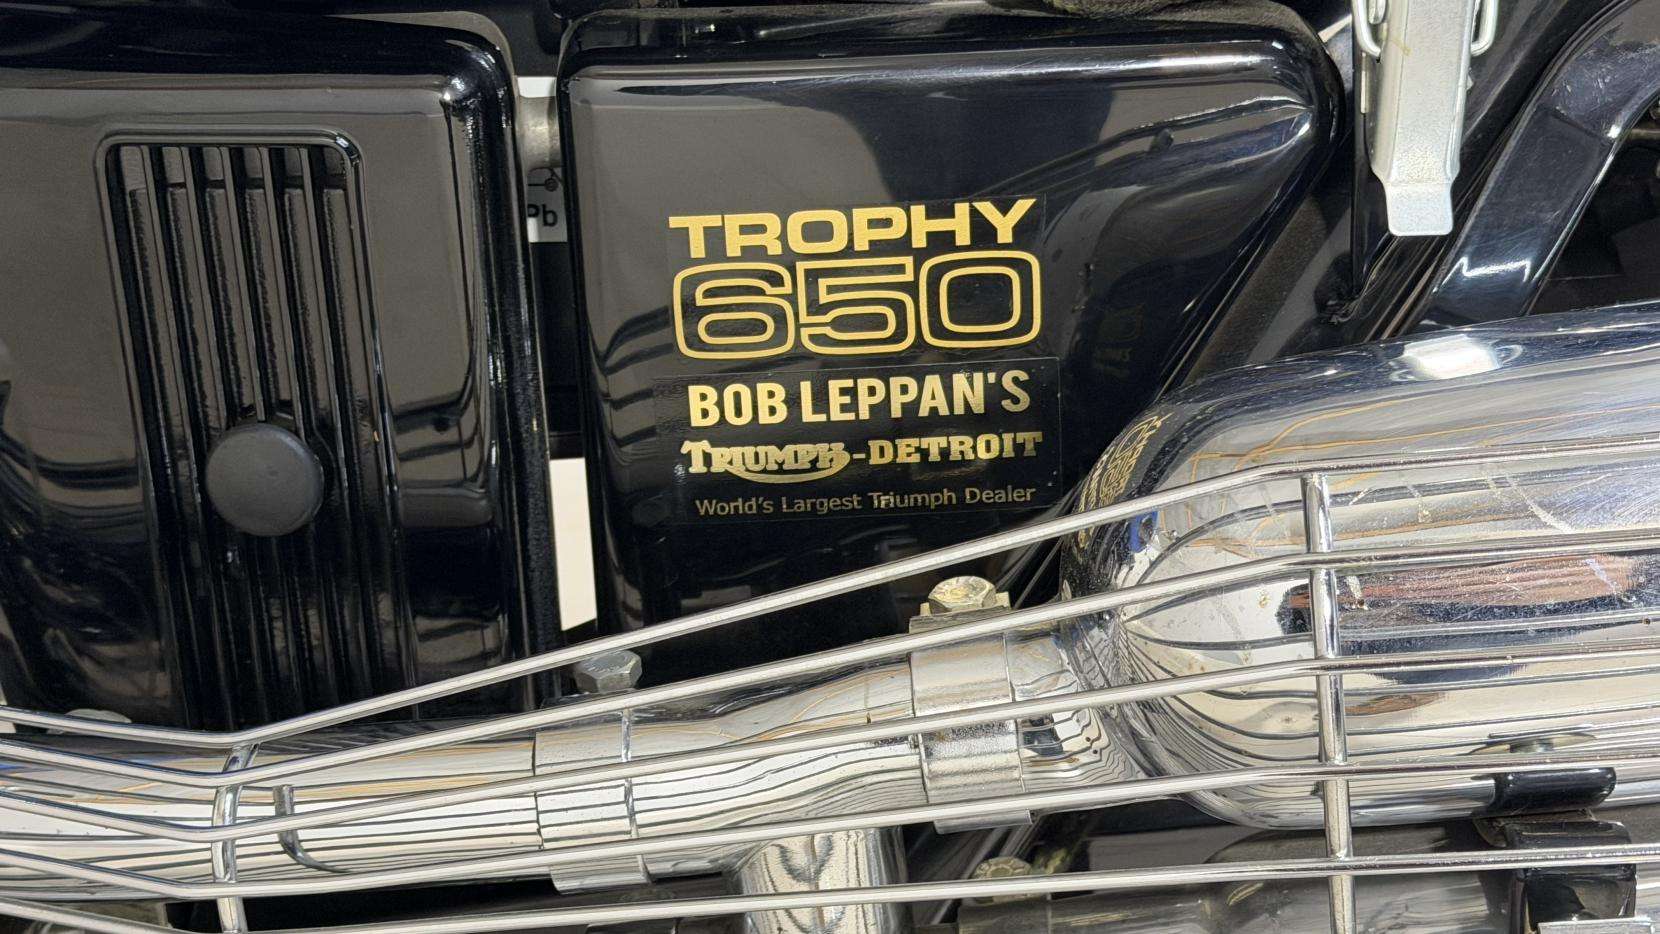 Pb
TROPHY
650
BOB LEPPAN'S
TRIUMPH-DETROIT
World's Largest Triumph Dealer